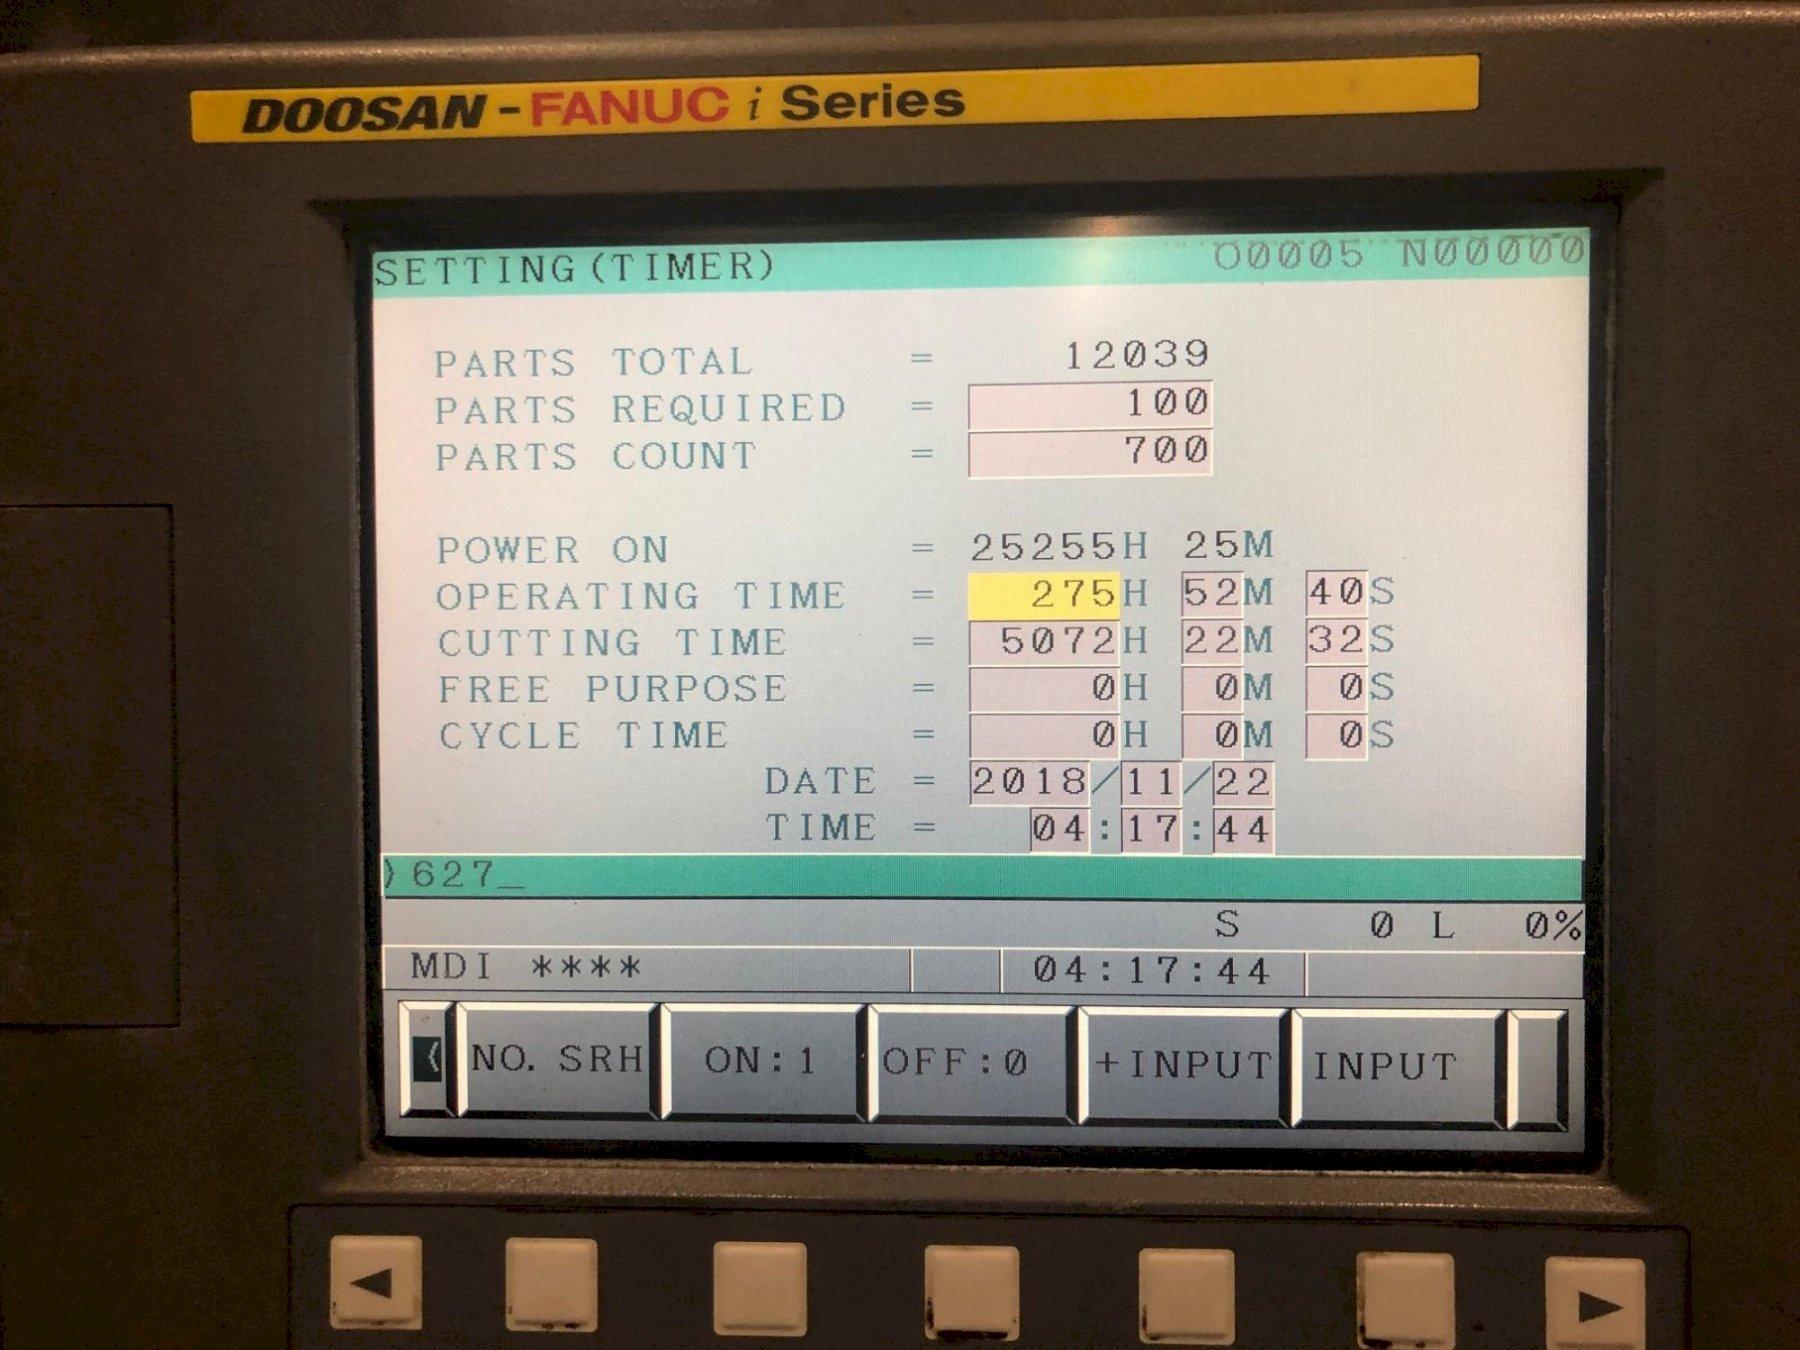 DOOSAN - FANUC i Series
SETTING(TIMER) O0005 N00000
PARTS TOTAL = 12039
PARTS REQUIRED = 100
PARTS COUNT = 700
POWER ON = 25255H 25M
OPERATING TIME = 275H 52M 40S
CUTTING TIME = 5072H 22M 32S
FREE PURPOSE = 0H 0M 0S
CYCLE TIME = 0H 0M 0S
DATE = 2018/11/22
TIME = 04:17:44
)627_
S 0 L 0%
MDI **** 04:17:44
NO. SRH ON:1 OFF:0 +INPUT INPUT